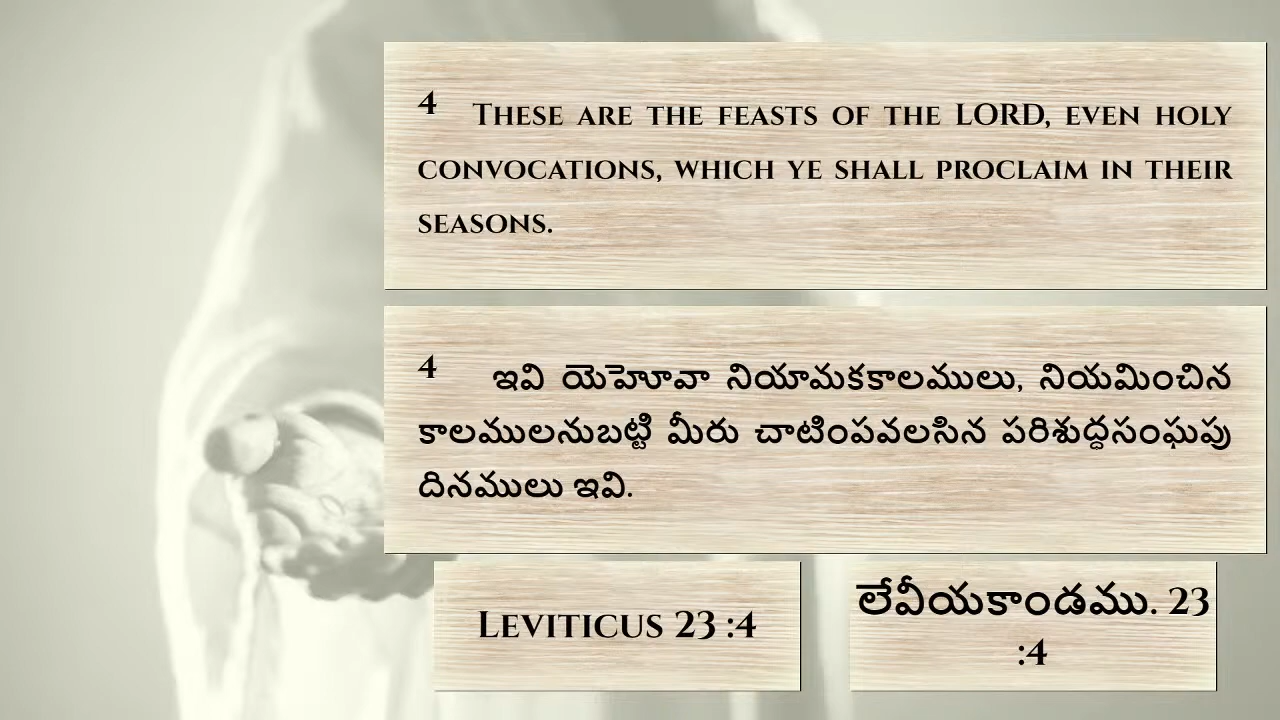 4 These are the feasts of the LORD, even holy
convocations, which ye shall proclaim in their
seasons.
4 ఇవి యెహోవా నియామకకాలములు, నియమించిన
కాలములనుబట్టి మీరు చాటింపవలసిన పరిశుద్ధసంఘపు
దినములు ఇవి.
Leviticus 23 :4
లేవీయకాండము. 23
:4